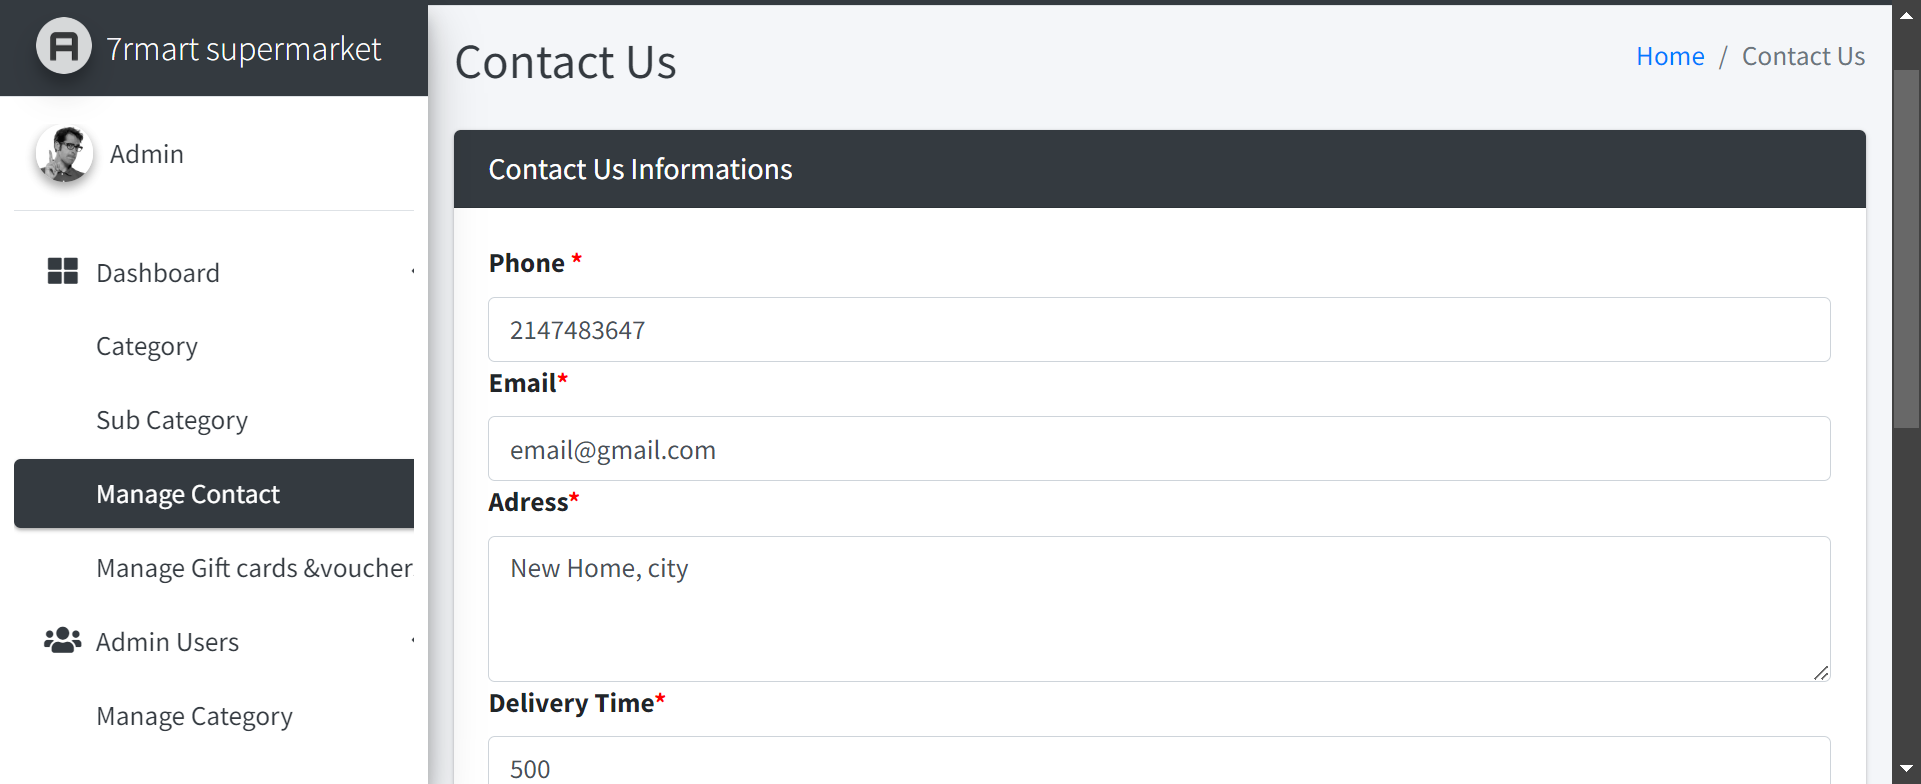 7rmart supermarket
Admin
Dashboard
Category
Sub Category
Manage Contact
Manage Gift cards &voucher
Admin Users
Manage Category
Contact Us
Home / Contact Us
Contact Us Informations
Phone *
2147483647
Email*
email@gmail.com
Adress*
New Home, city
Delivery Time*
500